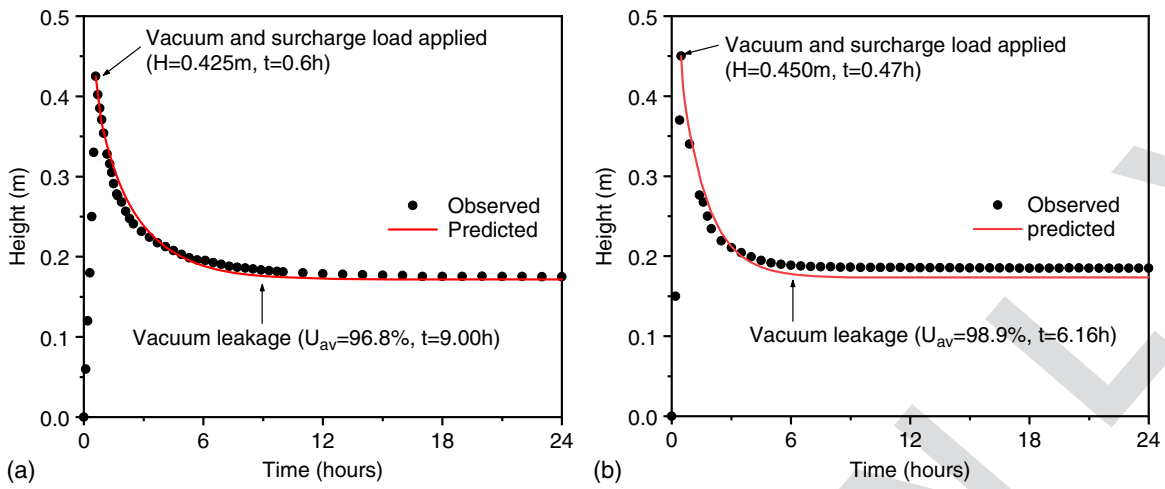 0.5
0.4
0.3
0.2
0.1
0.0
Height (m)
Vacuum and surcharge load applied
(H=0.425m, t=0.6h)
Observed
Predicted
Vacuum leakage (Uav=96.8%, t=9.00h)
0 6 12 18 24
Time (hours)
(a)
0.5
0.4
0.3
0.2
0.1
0.0
Height (m)
Vacuum and surcharge load applied
(H=0.450m, t=0.47h)
Observed
predicted
Vacuum leakage (Uav=98.9%, t=6.16h)
0 6 12 18 24
Time (hours)
(b)